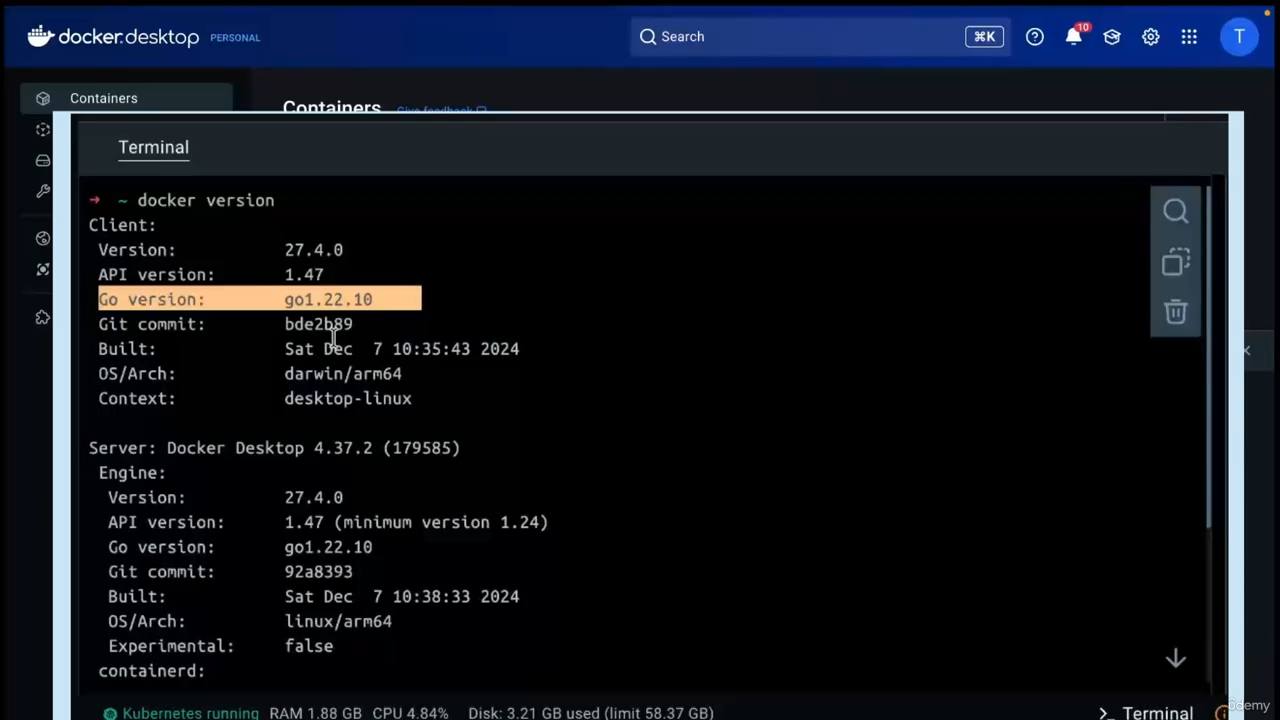 docker.desktop PERSONAL
Search ⌘K
10
T
Containers
Containers Give feedback
Terminal
→ ~ docker version
Client:
Version: 27.4.0
API version: 1.47
Go version: go1.22.10
Git commit: bde2b89
Built: Sat Dec 7 10:35:43 2024
OS/Arch: darwin/arm64
Context: desktop-linux
Server: Docker Desktop 4.37.2 (179585)
Engine:
Version: 27.4.0
API version: 1.47 (minimum version 1.24)
Go version: go1.22.10
Git commit: 92a8393
Built: Sat Dec 7 10:38:33 2024
OS/Arch: linux/arm64
Experimental: false
containerd:
Kubernetes running RAM 1.88 GB CPU 4.84% Disk: 3.21 GB used (limit 58.37 GB) >_ Terminal
ûdemy